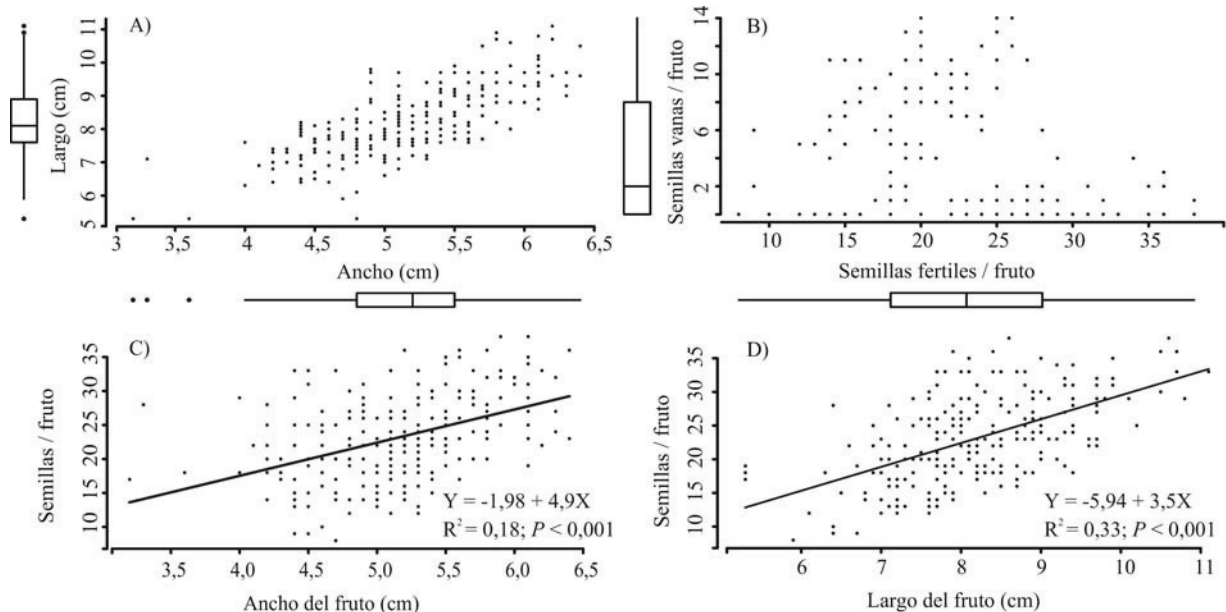 A)
Largo (cm)
5 6 7 8 9 10 11
3 3,5 4 4,5 5 5,5 6 6,5
Ancho (cm)
B)
Semillas vanas / fruto
2 6 10 14
10 15 20 25 30 35
Semillas fertiles / fruto
C)
Semillas / fruto
10 15 20 25 35
Y = -1,98 + 4,9X
R² = 0,18; P < 0,001
3,5 4,0 4,5 5,0 5,5 6,0 6,5
Ancho del fruto (cm)
D)
Semillas / fruto
10 15 20 25 35
Y = -5,94 + 3,5X
R² = 0,33; P < 0,001
6 7 8 9 10 11
Largo del fruto (cm)